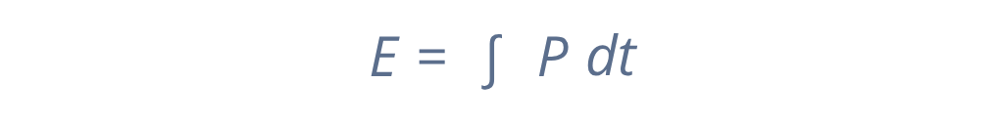 E = ∫ P dt